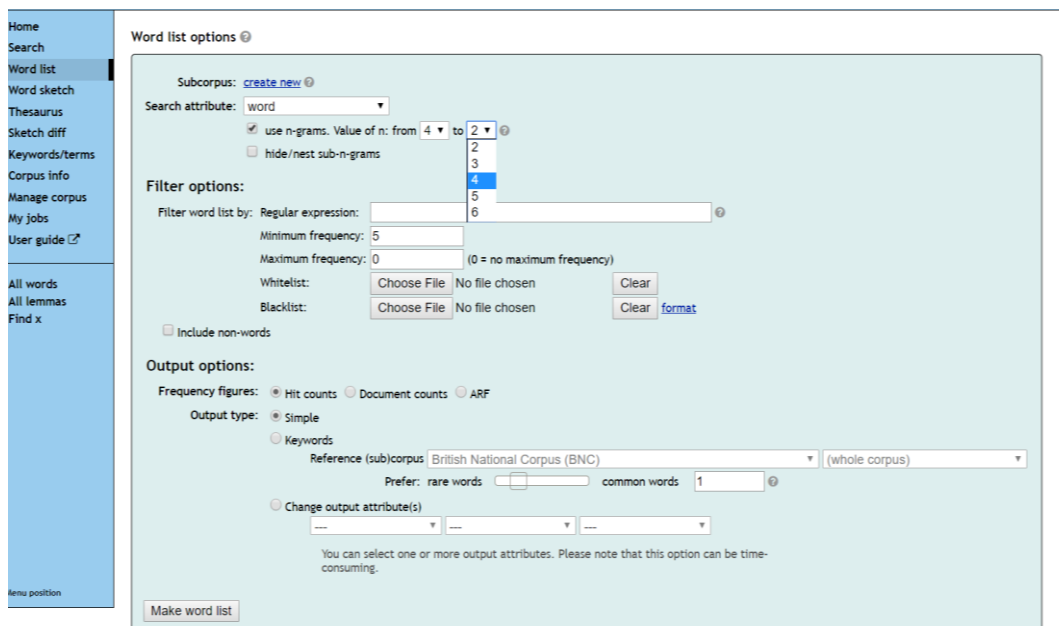 Home
Search
Word list
Word sketch
Thesaurus
Sketch diff
Keywords/terms
Corpus info
Manage corpus
My jobs
User guide
All words
All lemmas
Find x
Menu position
Word list options
Subcorpus: create new
Search attribute: word
use n-grams. Value of n: from 4 to 2
2
3
4
5
6
hide/nest sub-n-grams
Filter options:
Filter word list by: Regular expression:
Minimum frequency: 5
Maximum frequency: 0 (0 = no maximum frequency)
Whitelist: Choose File No file chosen Clear
Blacklist: Choose File No file chosen Clear format
Include non-words
Output options:
Frequency figures: Hit counts Document counts ARF
Output type: Simple
Keywords
Reference (sub)corpus British National Corpus (BNC) (whole corpus)
Prefer: rare words common words 1
Change output attribute(s)
--- --- ---
You can select one or more output attributes. Please note that this option can be time-
consuming.
Make word list